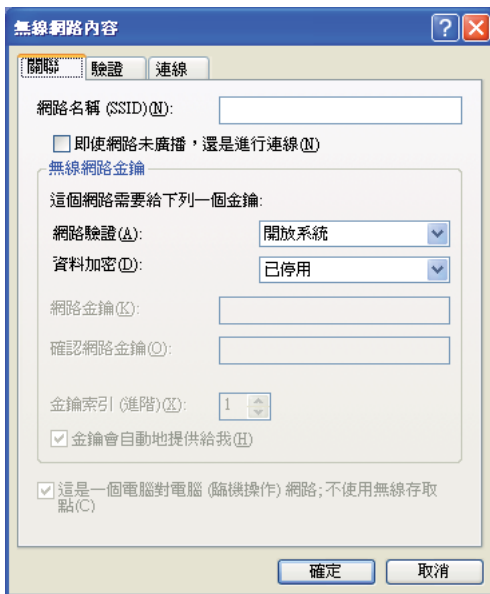 無線網路內容
關聯 驗證 連線
網路名稱 (SSID)(N):
即使網路未廣播，還是進行連線(N)
無線網路金鑰
這個網路需要給下列一個金鑰:
網路驗證(A): 開放系統
資料加密(D): 已停用
網路金鑰(K):
確認網路金鑰(O):
金鑰索引 (進階)(X): 1
金鑰會自動地提供給我(H)
這是一個電腦對電腦 (臨機操作) 網路;不使用無線存取
點(C)
確定 取消